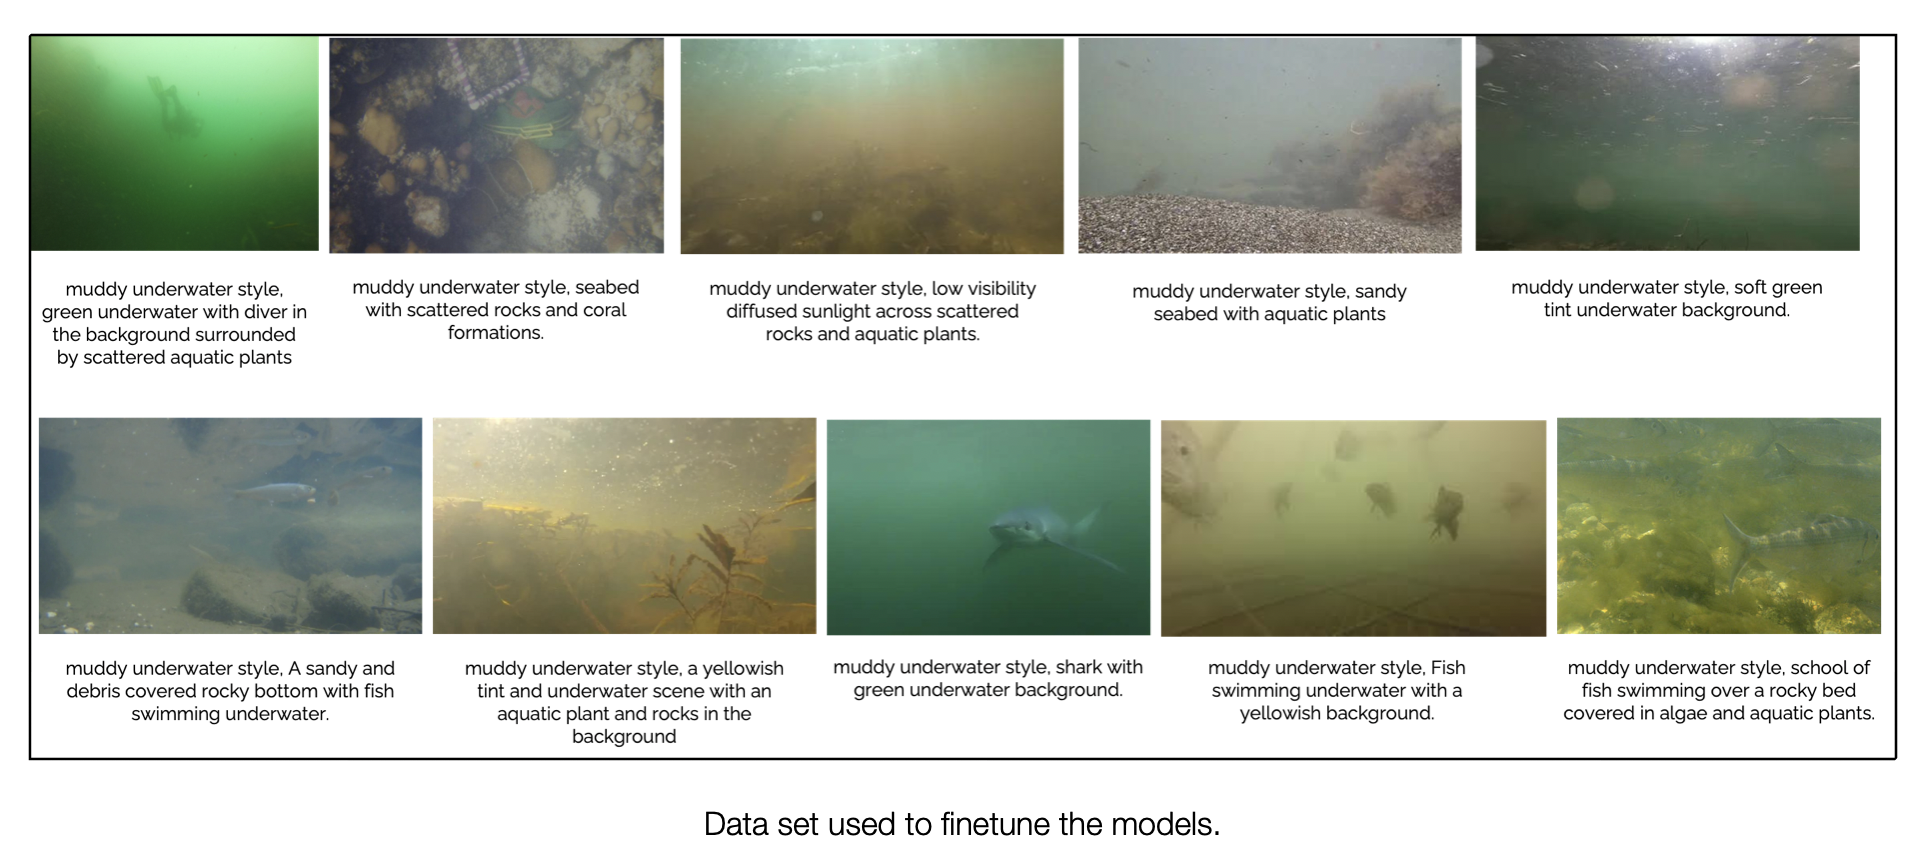 muddy underwater style,
green underwater with diver in
the background surrounded
by scattered aquatic plants
muddy underwater style, seabed
with scattered rocks and coral
formations.
muddy underwater style, low visibility
diffused sunlight across scattered
rocks and aquatic plants.
muddy underwater style, sandy
seabed with aquatic plants
muddy underwater style, soft green
tint underwater background.
muddy underwater style, A sandy and
debris covered rocky bottom with fish
swimming underwater.
muddy underwater style, a yellowish
tint and underwater scene with an
aquatic plant and rocks in the
background
muddy underwater style, shark with
green underwater background.
muddy underwater style, Fish
swimming underwater with a
yellowish background.
muddy underwater style, school of
fish swimming over a rocky bed
covered in algae and aquatic plants.
Data set used to finetune the models.